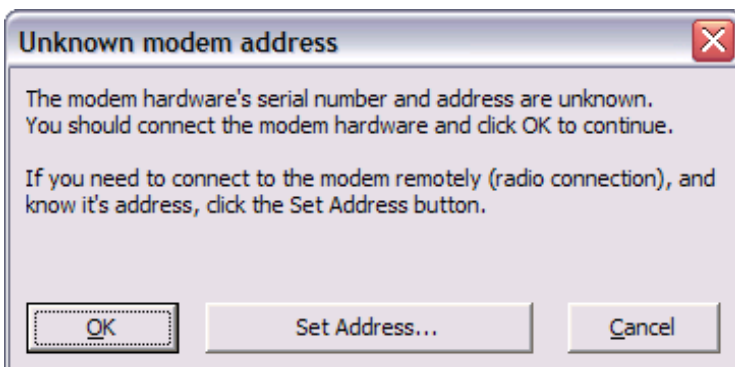 Unknown modem address
The modem hardware's serial number and address are unknown.
You should connect the modem hardware and click OK to continue.
If you need to connect to the modem remotely (radio connection), and
know it's address, click the Set Address button.
OK Set Address... Cancel